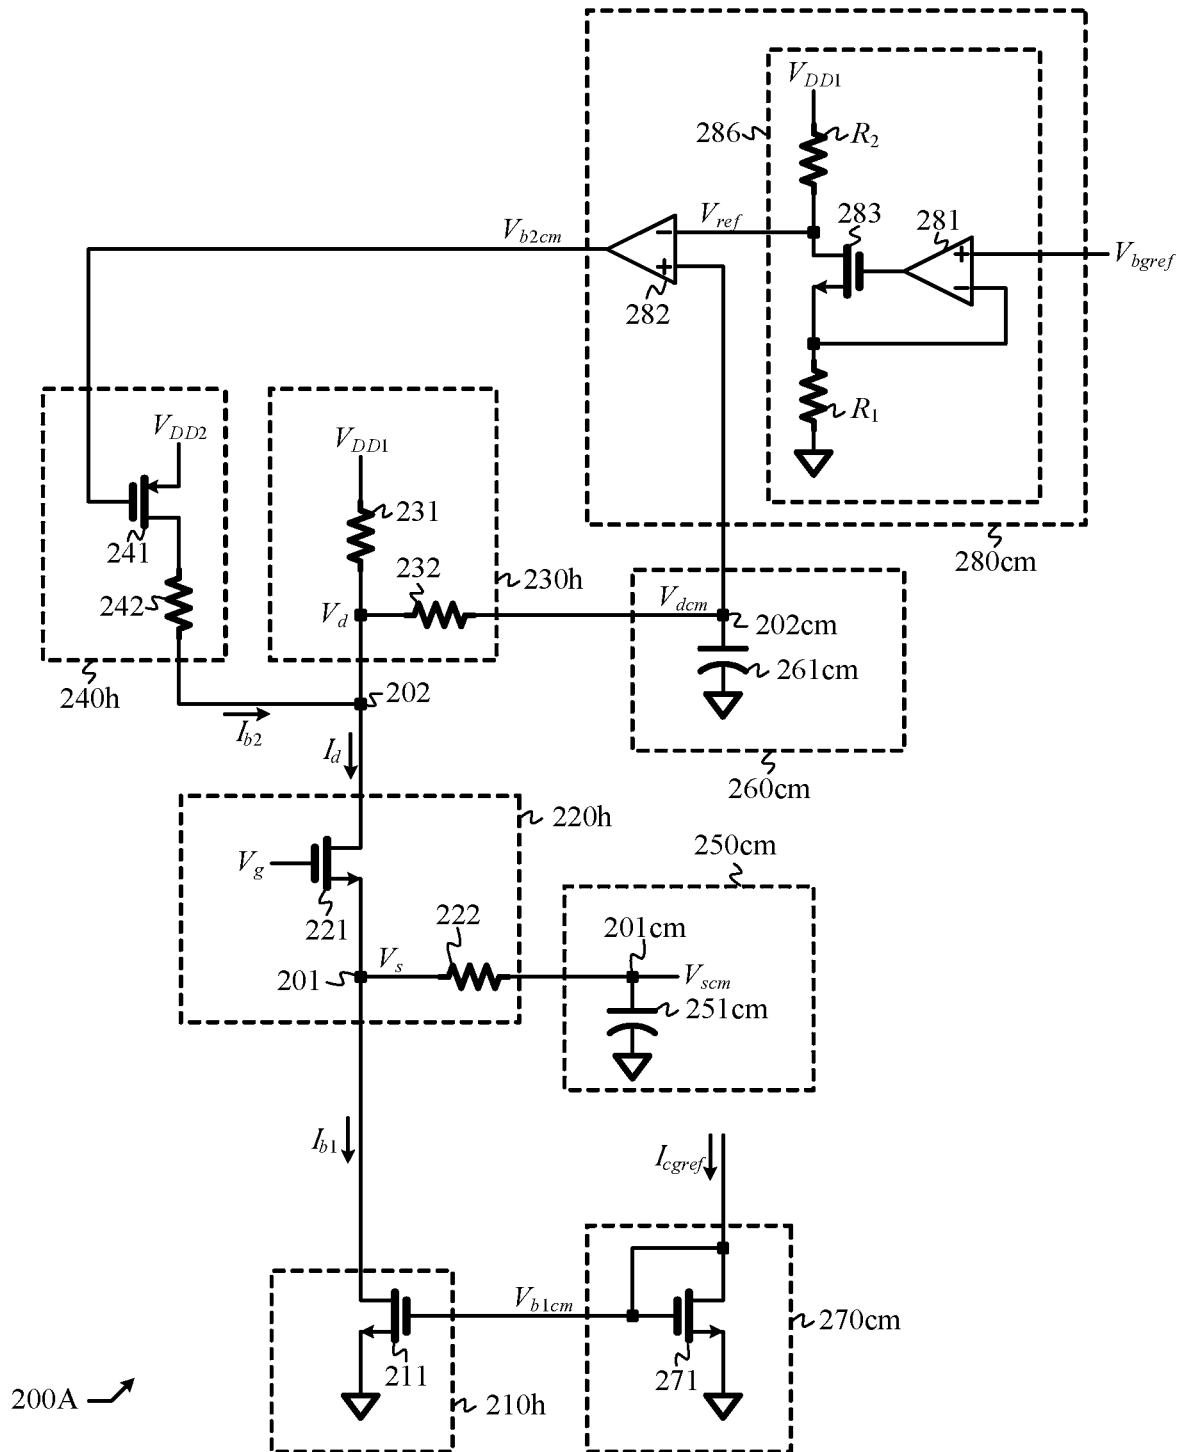 V_DD1
286
R_2
V_ref
283
281
V_b2cm
V_bgref
282
R_1
V_DD2
V_DD1
231
241
232
230h
280cm
242
V_d
V_dcm
202cm
261cm
240h
202
I_b2
I_d
260cm
220h
250cm
V_g
221
222
201cm
V_s
201
V_scm
251cm
I_b1
I_cgref
V_b1cm
270cm
211
271
200A
210h